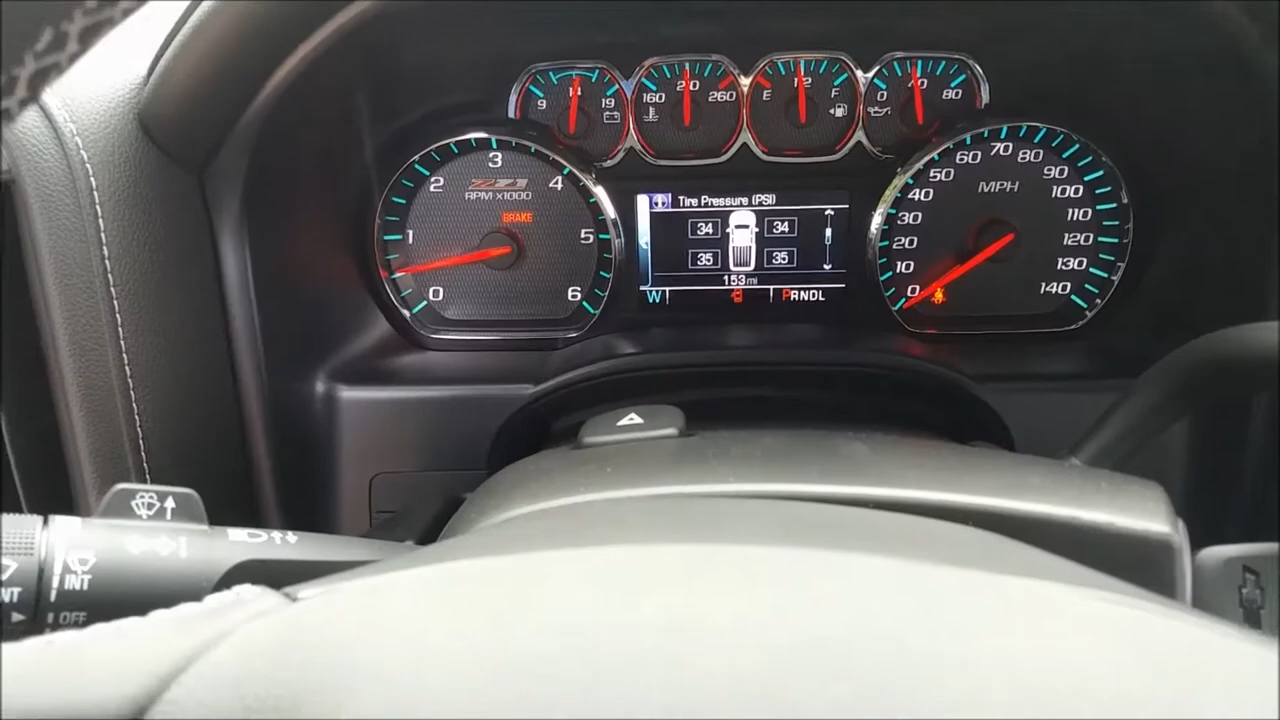 9 14 19
160 210 260
E 1/2 F
0 40 80
0 1 2 3 4 5 6
Z71
RPM x1000
BRAKE
Tire Pressure (PSI)
34 34
35 35
153mi
W PRNDL
0 10 20 30 40 50 60 70 80 90 100 110 120 130 140
MPH
INT
INT
OFF